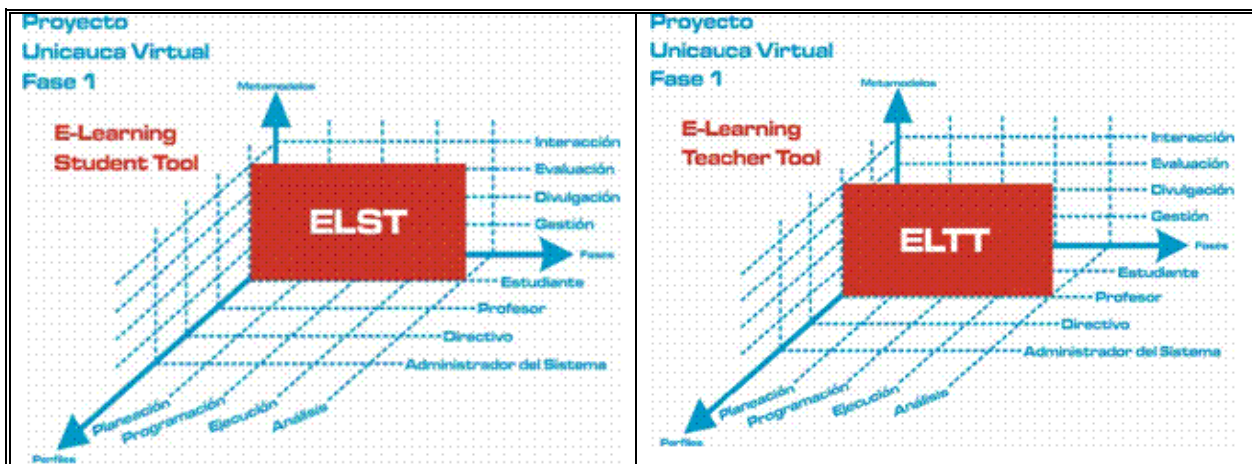 Proyecto
Unicauca Virtual
Fase 1
Metamodelos
E-Learning
Student Tool
Interacción
Evaluación
Divulgación
Gestión
ELST
Fases
Estudiante
Profesor
Directivo
Administrador del Sistema
Planeación
Programación
Ejecución
Análisis
Perfiles
Proyecto
Unicauca Virtual
Fase 1
Metamodelos
E-Learning
Teacher Tool
Interacción
Evaluación
Divulgación
Gestión
ELTT
Fases
Estudiante
Profesor
Directivo
Administrador del Sistema
Planeación
Programación
Ejecución
Análisis
Perfiles